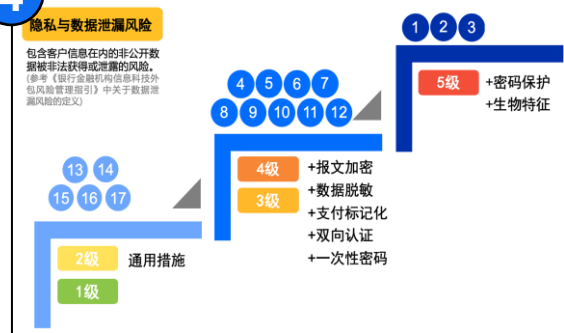 4
隐私与数据泄漏风险
包含客户信息在内的非公开数
据被非法获得或泄露的风险。
(参考《银行金融机构信息科技外
包风险管理指引》中关于数据泄
漏风险的定义)
1 2 3
5级 +密码保护
+生物特征
4 5 6 7
8 9 10 11 12
4级 +报文加密
3级 +数据脱敏
+支付标记化
+双向认证
+一次性密码
13 14
15 16 17
2级 通用措施
1级